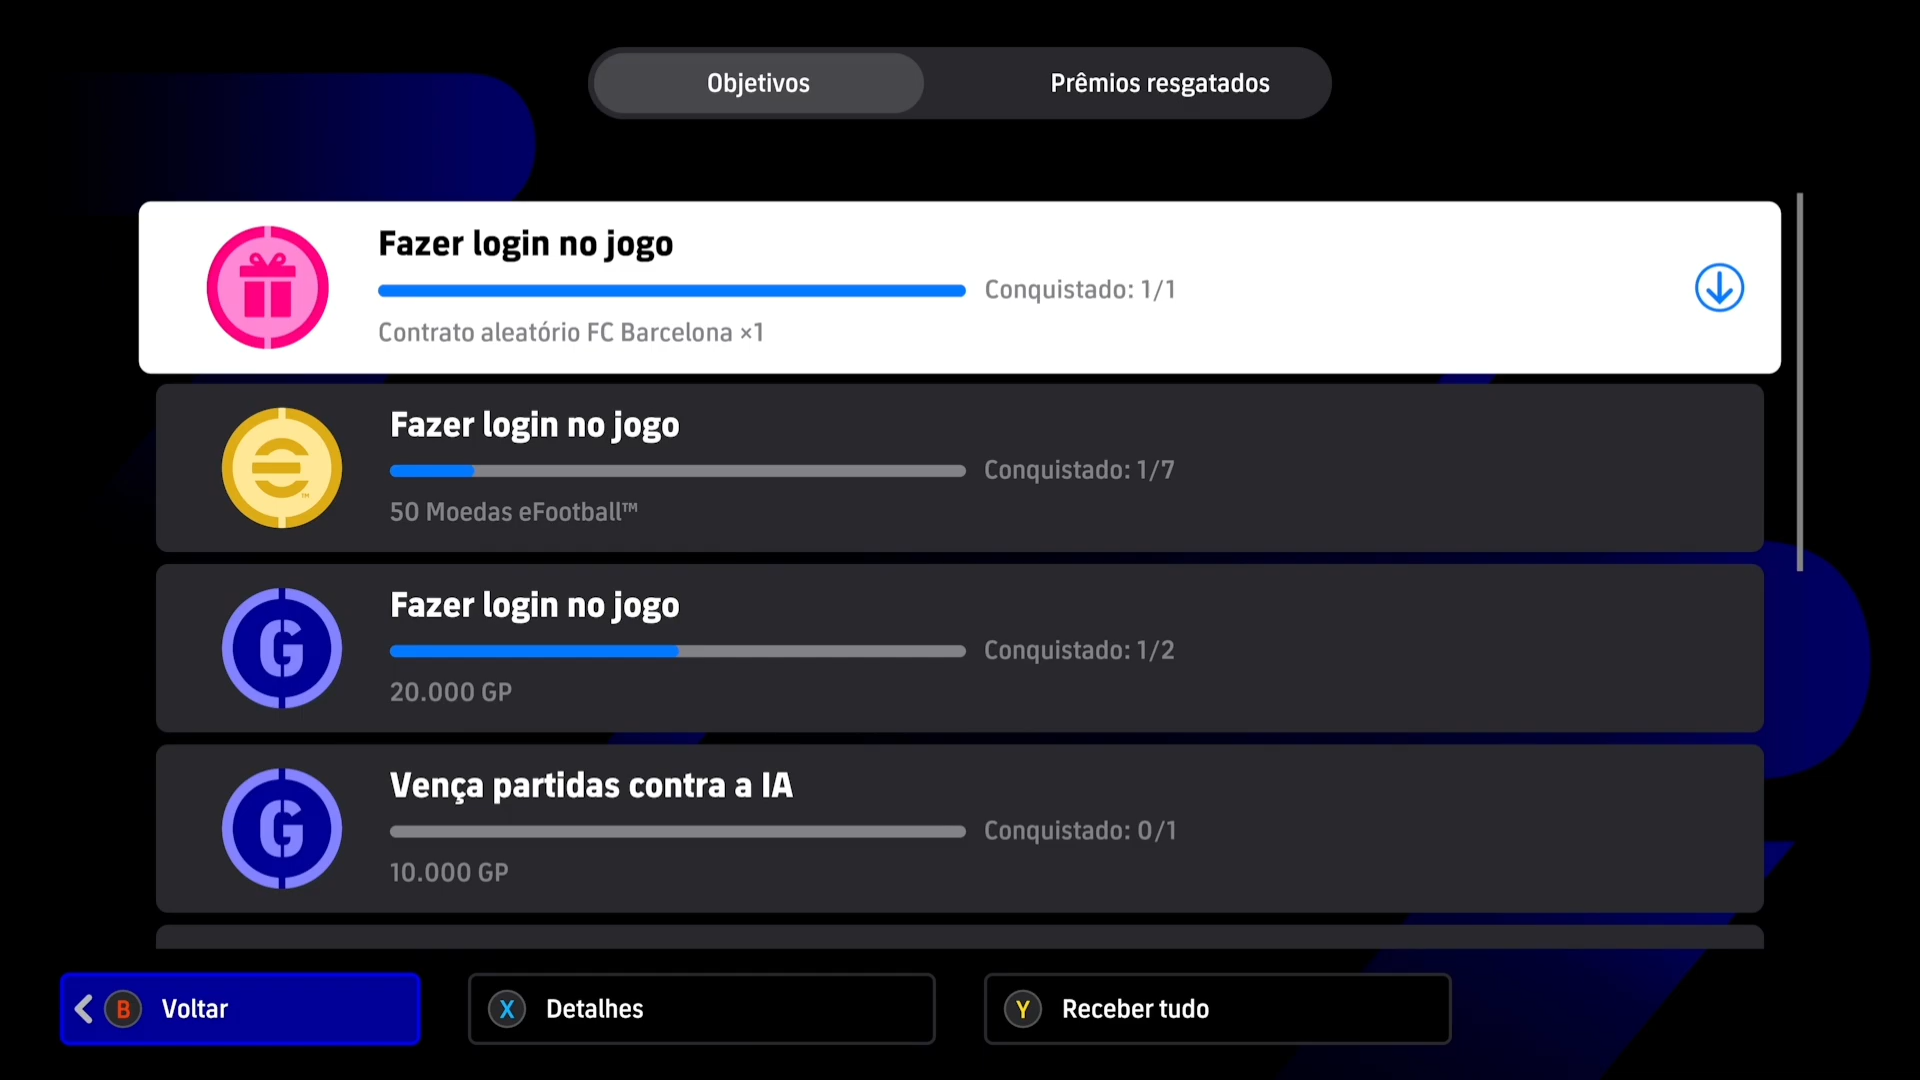 Objetivos
Prêmios resgatados
Fazer login no jogo
Conquistado: 1/1
Contrato aleatório FC Barcelona ×1
Fazer login no jogo
Conquistado: 1/7
50 Moedas eFootball™
Fazer login no jogo
Conquistado: 1/2
20.000 GP
Vença partidas contra a IA
Conquistado: 0/1
10.000 GP
B Voltar
X Detalhes
Y Receber tudo